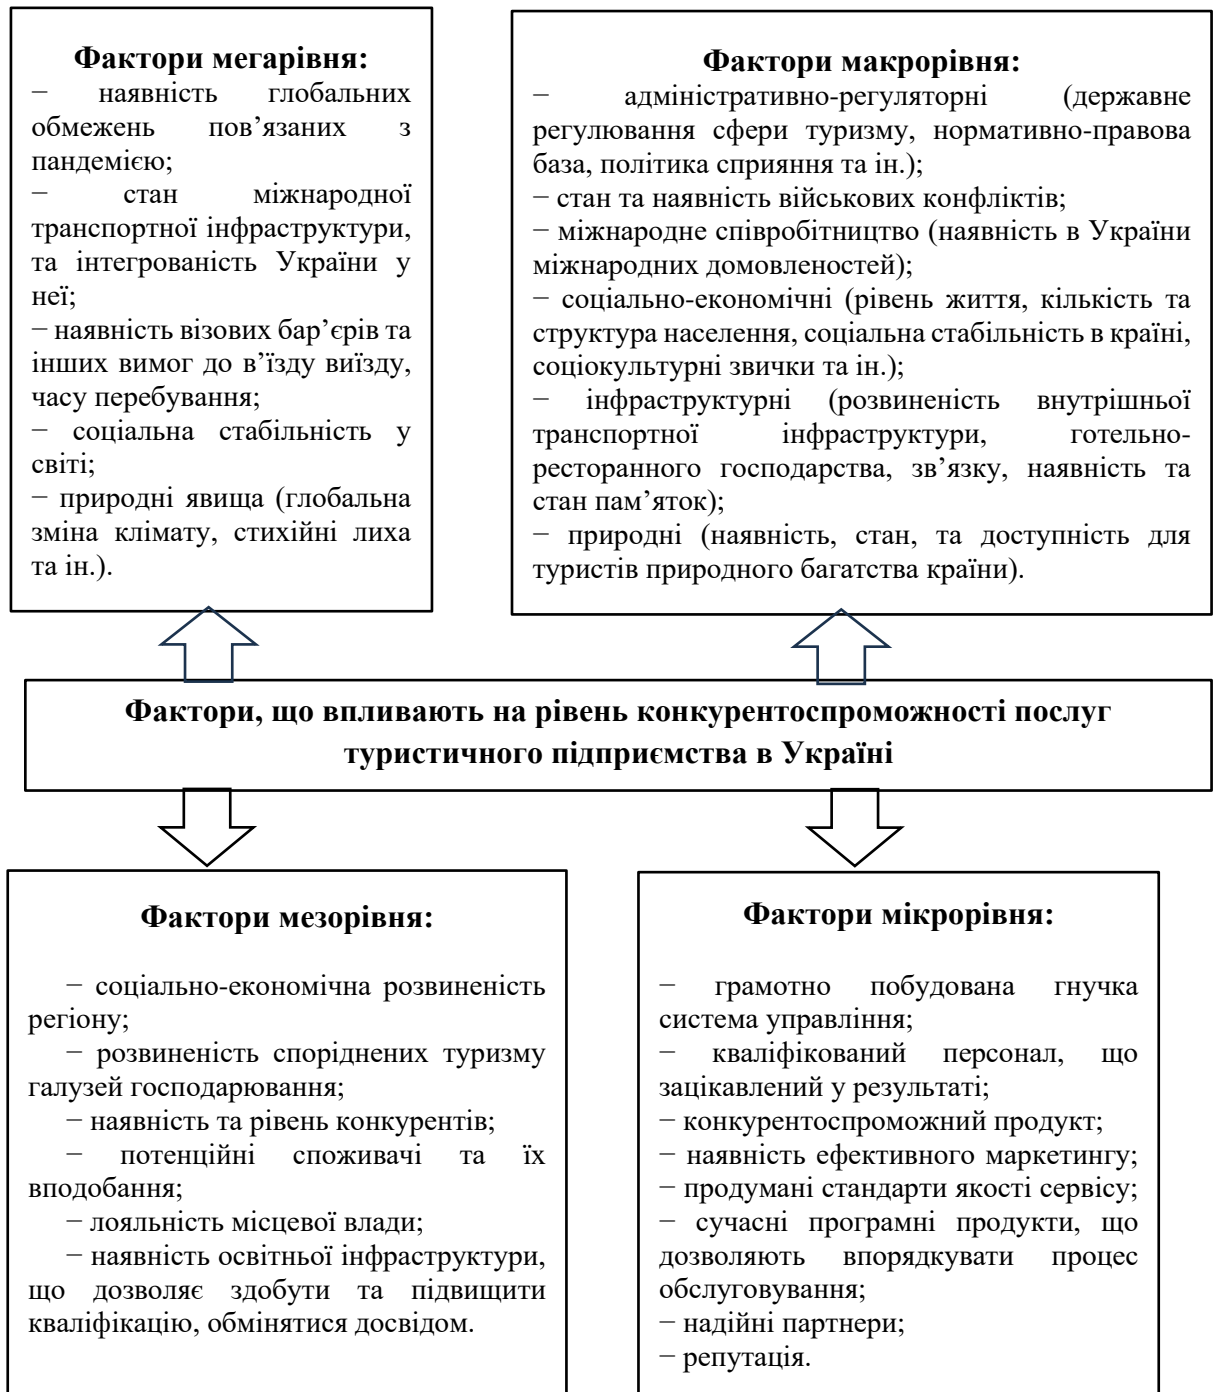 Фактори мегарівня:
− наявність глобальних
обмежень пов’язаних з
пандемією;
− стан міжнародної
транспортної інфраструктури,
та інтегрованість України у
неї;
− наявність візових бар’єрів та
інших вимог до в’їзду виїзду,
часу перебування;
− соціальна стабільність у
світі;
− природні явища (глобальна
зміна клімату, стихійні лиха
та ін.).
Фактори макрорівня:
− адміністративно-регуляторні (державне
регулювання сфери туризму, нормативно-правова
база, політика сприяння та ін.);
− стан та наявність військових конфліктів;
− міжнародне співробітництво (наявність в України
міжнародних домовленостей);
− соціально-економічні (рівень життя, кількість та
структура населення, соціальна стабільність в країні,
соціокультурні звички та ін.);
− інфраструктурні (розвиненість внутрішньої
транспортної інфраструктури, готельно-
ресторанного господарства, зв’язку, наявність та
стан пам’яток);
− природні (наявність, стан, та доступність для
туристів природного багатства країни).
Фактори, що впливають на рівень конкурентоспроможності послуг
туристичного підприємства в Україні
Фактори мезорівня:
− соціально-економічна розвиненість
регіону;
− розвиненість споріднених туризму
галузей господарювання;
− наявність та рівень конкурентів;
− потенційні споживачі та їх
вподобання;
− лояльність місцевої влади;
− наявність освітньої інфраструктури,
що дозволяє здобути та підвищити
кваліфікацію, обмінятися досвідом.
Фактори мікрорівня:
− грамотно побудована гнучка
система управління;
− кваліфікований персонал, що
зацікавлений у результаті;
− конкурентоспроможний продукт;
− наявність ефективного маркетингу;
− продумані стандарти якості сервісу;
− сучасні програмні продукти, що
дозволяють впорядкувати процес
обслуговування;
− надійні партнери;
− репутація.